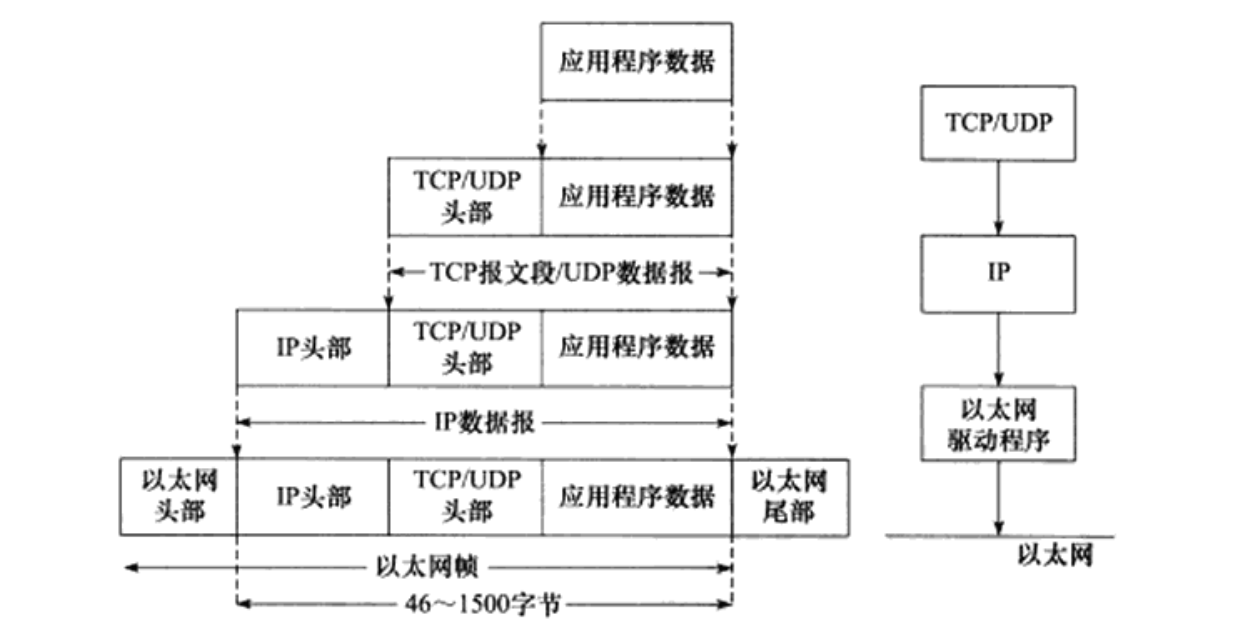 应用程序数据
TCP/UDP
TCP/UDP
头部
应用程序数据
TCP报文段/UDP数据报
IP
IP头部
TCP/UDP
头部
应用程序数据
IP数据报
以太网
驱动程序
以太网
头部
IP头部
TCP/UDP
头部
应用程序数据
以太网
尾部
以太网
以太网帧
46～1500字节